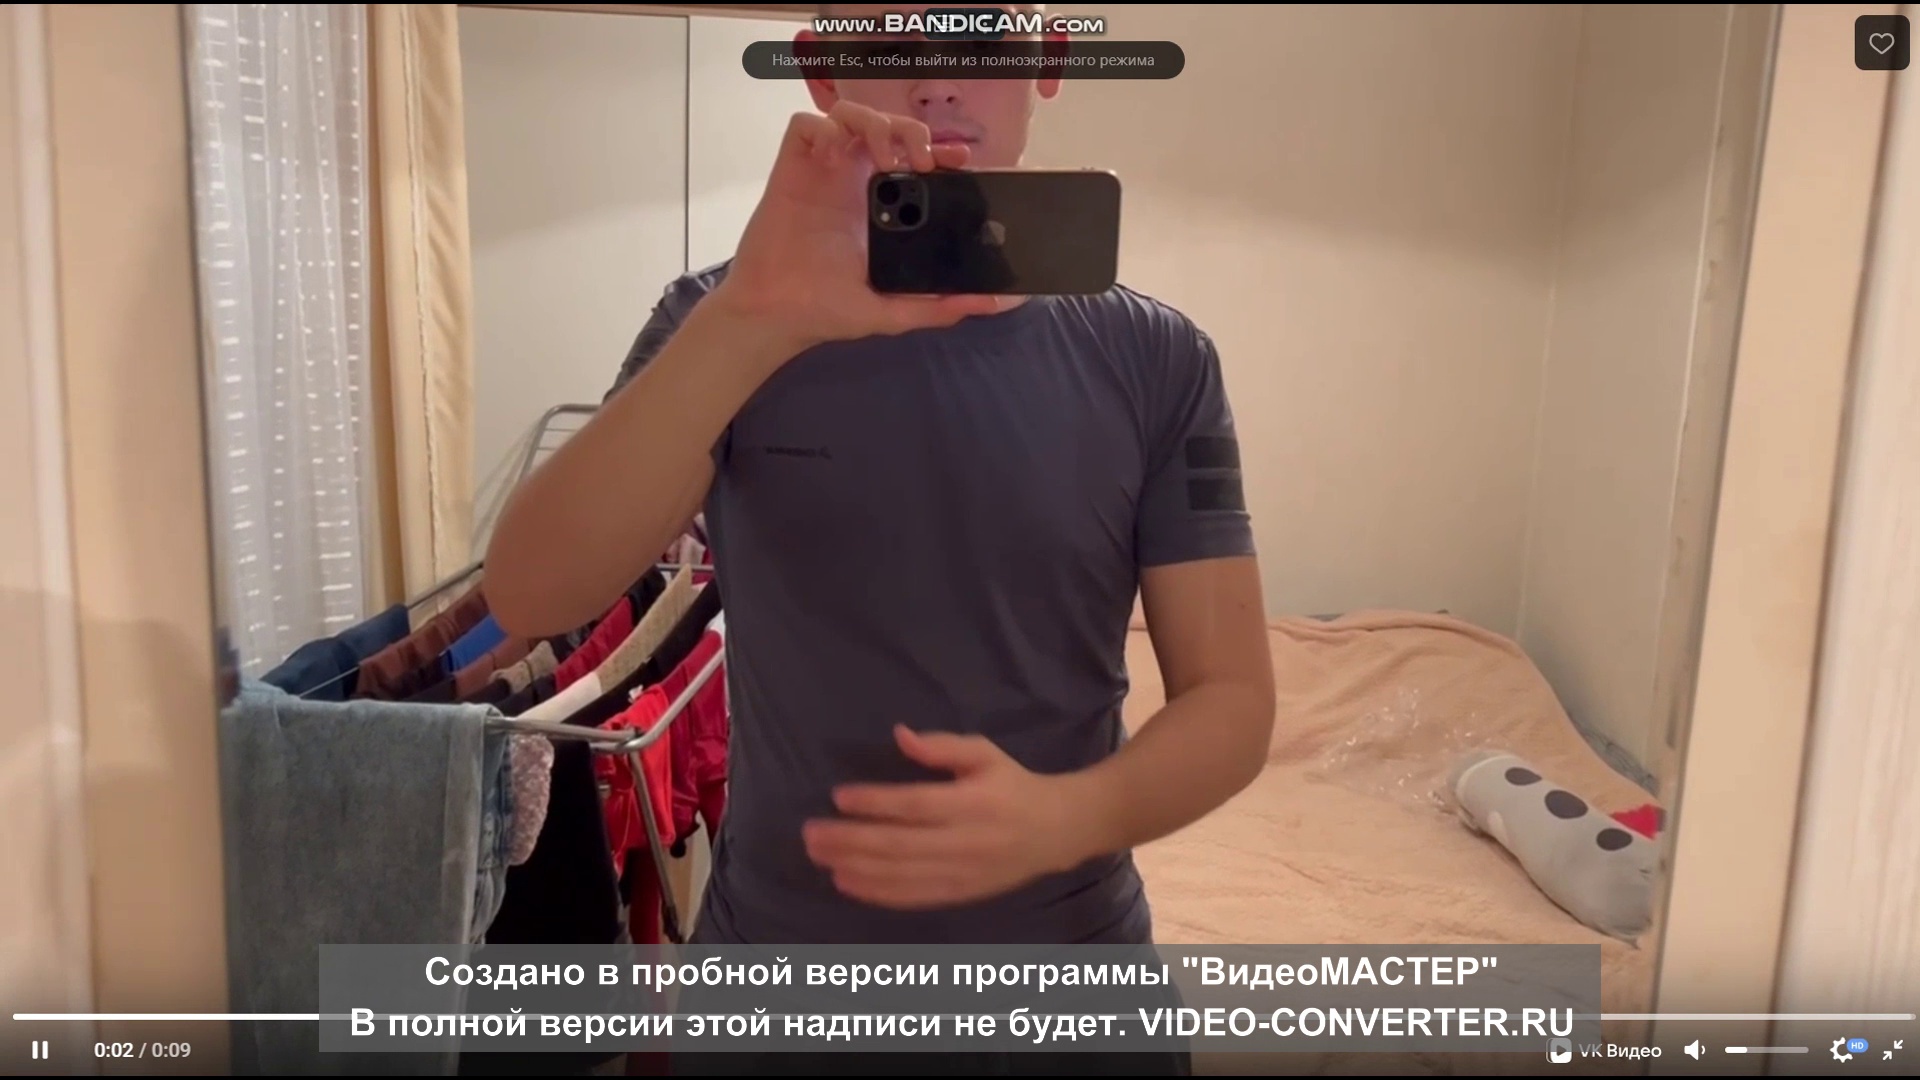 www.BANDICAM.com
Нажмите Esc, чтобы выйти из полноэкранного режима
Создано в пробной версии программы "ВидеоМАСТЕР"
В полной версии этой надписи не будет. VIDEO-CONVERTER.RU
0:02 / 0:09
VK Видео
HD